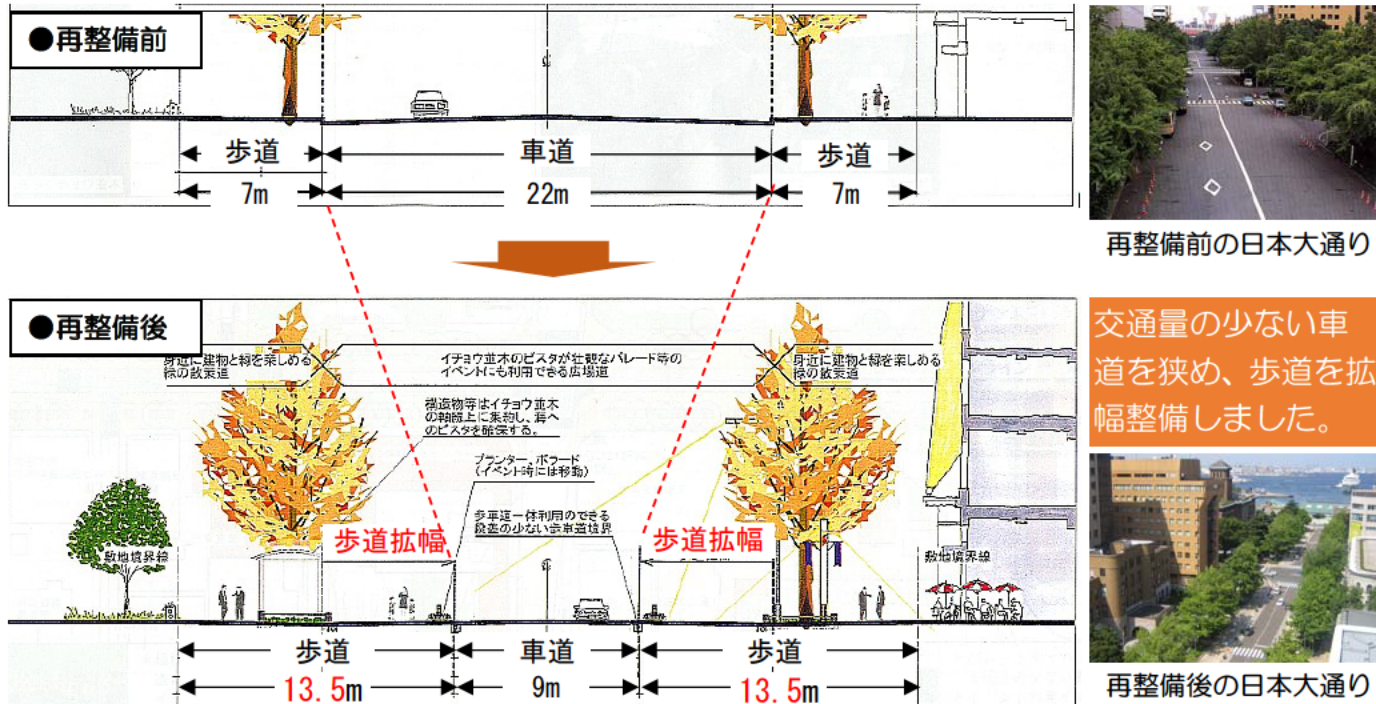 ●再整備前
歩道
車道
歩道
7m
22m
7m
再整備前の日本大通り
●再整備後
身近に建物と緑を楽しめる
緑の散策道
イチョウ並木のビスタが壮観なパレード等の
イベントにも利用できる広場道
身近に建物と緑を楽しめる
緑の散策道
構造物等はイチョウ並木
の軸線上に集約し、海へ
のビスタを確保する。
プランター、ボラード
(イベント時には移動)
歩車道一体利用のできる
段差の少ない歩車道境界
歩道拡幅
歩道拡幅
敷地境界線
敷地境界線
歩道
車道
歩道
13.5m
9m
13.5m
交通量の少ない車
道を狭め、歩道を拡
幅整備しました。
再整備後の日本大通り